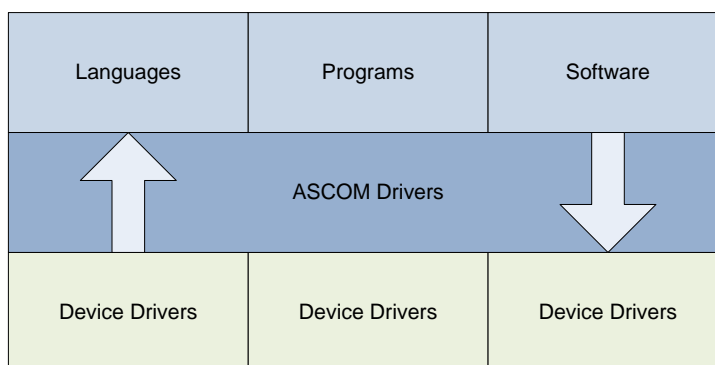 Languages
Programs
Software
ASCOM Drivers
Device Drivers
Device Drivers
Device Drivers